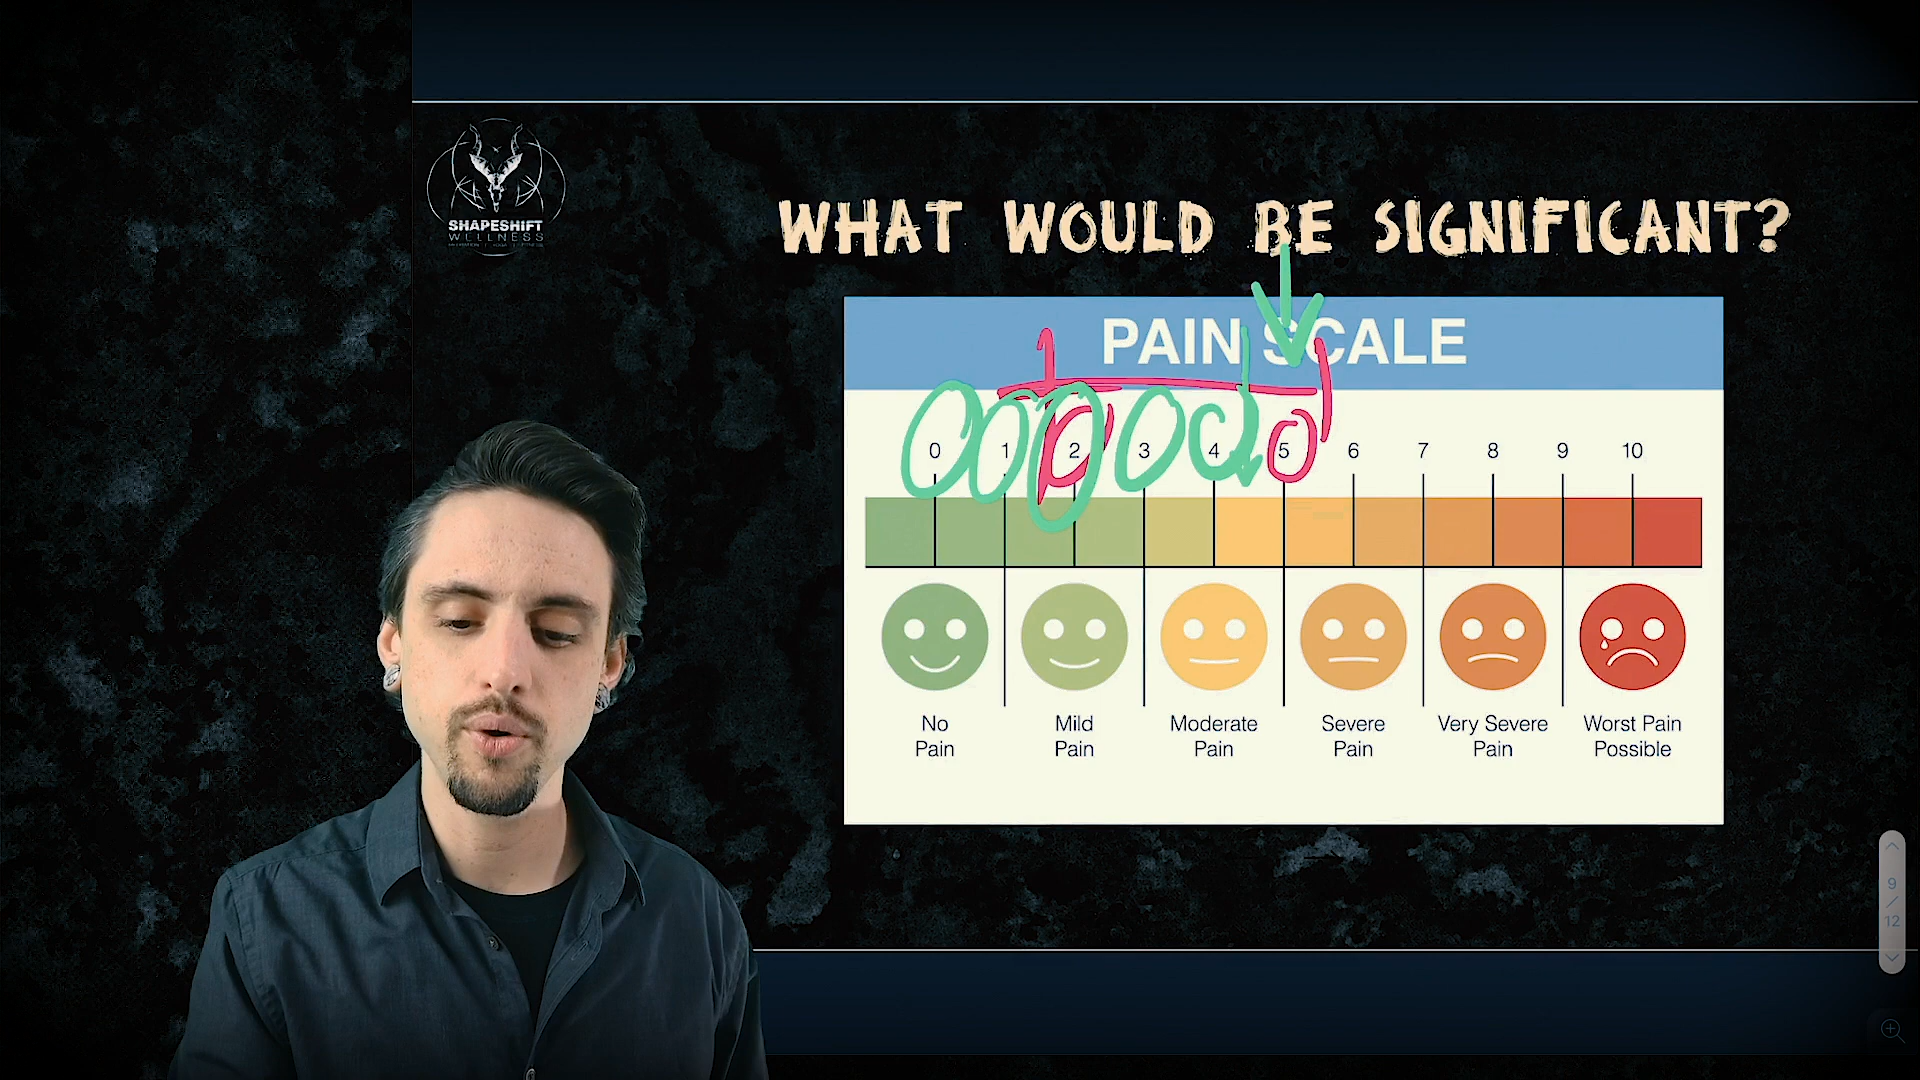 SHAPESHIFT
WELLNESS
WHAT WOULD BE SIGNIFICANT?
PAIN SCALE
0 1 2 3 4 5 6 7 8 9 10
No Pain
Mild Pain
Moderate Pain
Severe Pain
Very Severe Pain
Worst Pain Possible
9
/
12